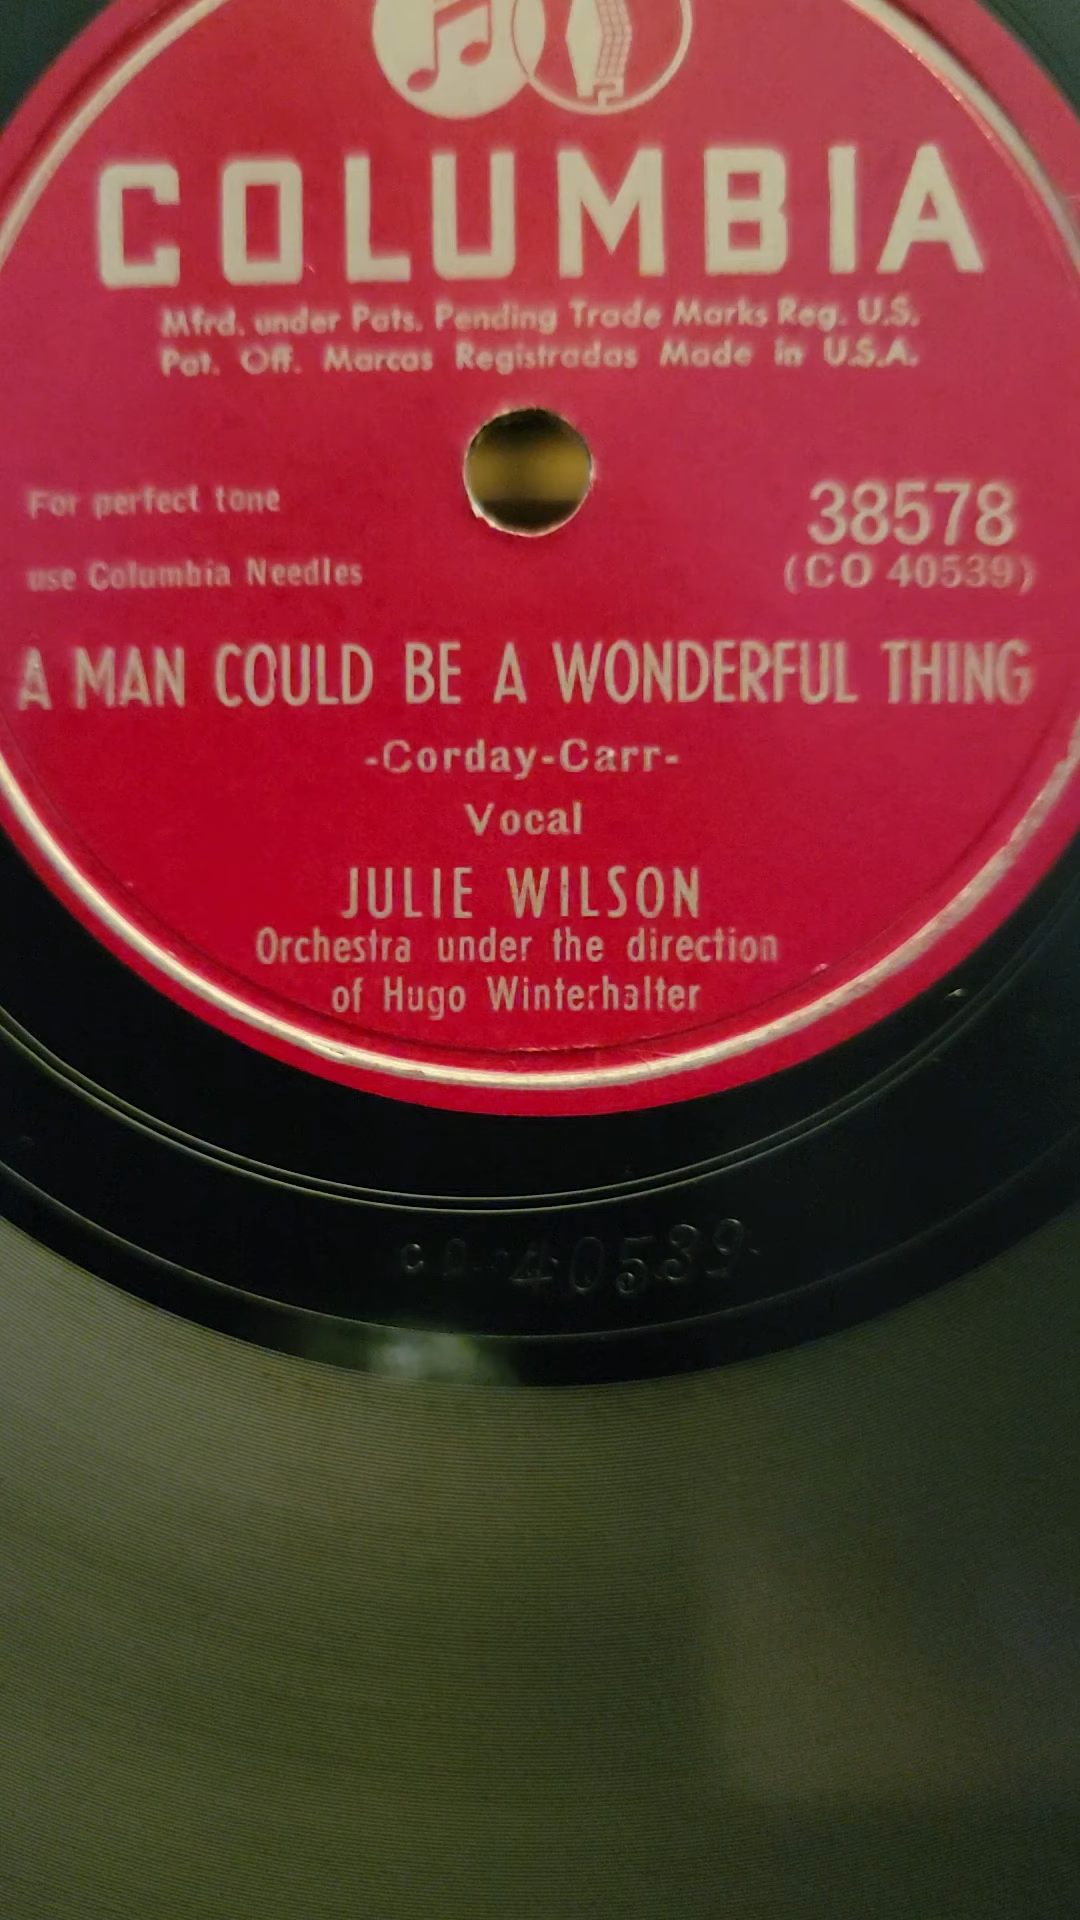 COLUMBIA
Mfrd. under Pats. Pending Trade Marks Reg. U.S.
Pat. Off. Marcas Registradas Made in U.S.A.
For perfect tone
use Columbia Needles
38578
(CO 40539)
A MAN COULD BE A WONDERFUL THING
-Corday-Carr-
Vocal
JULIE WILSON
Orchestra under the direction
of Hugo Winterhalter
CO 40539